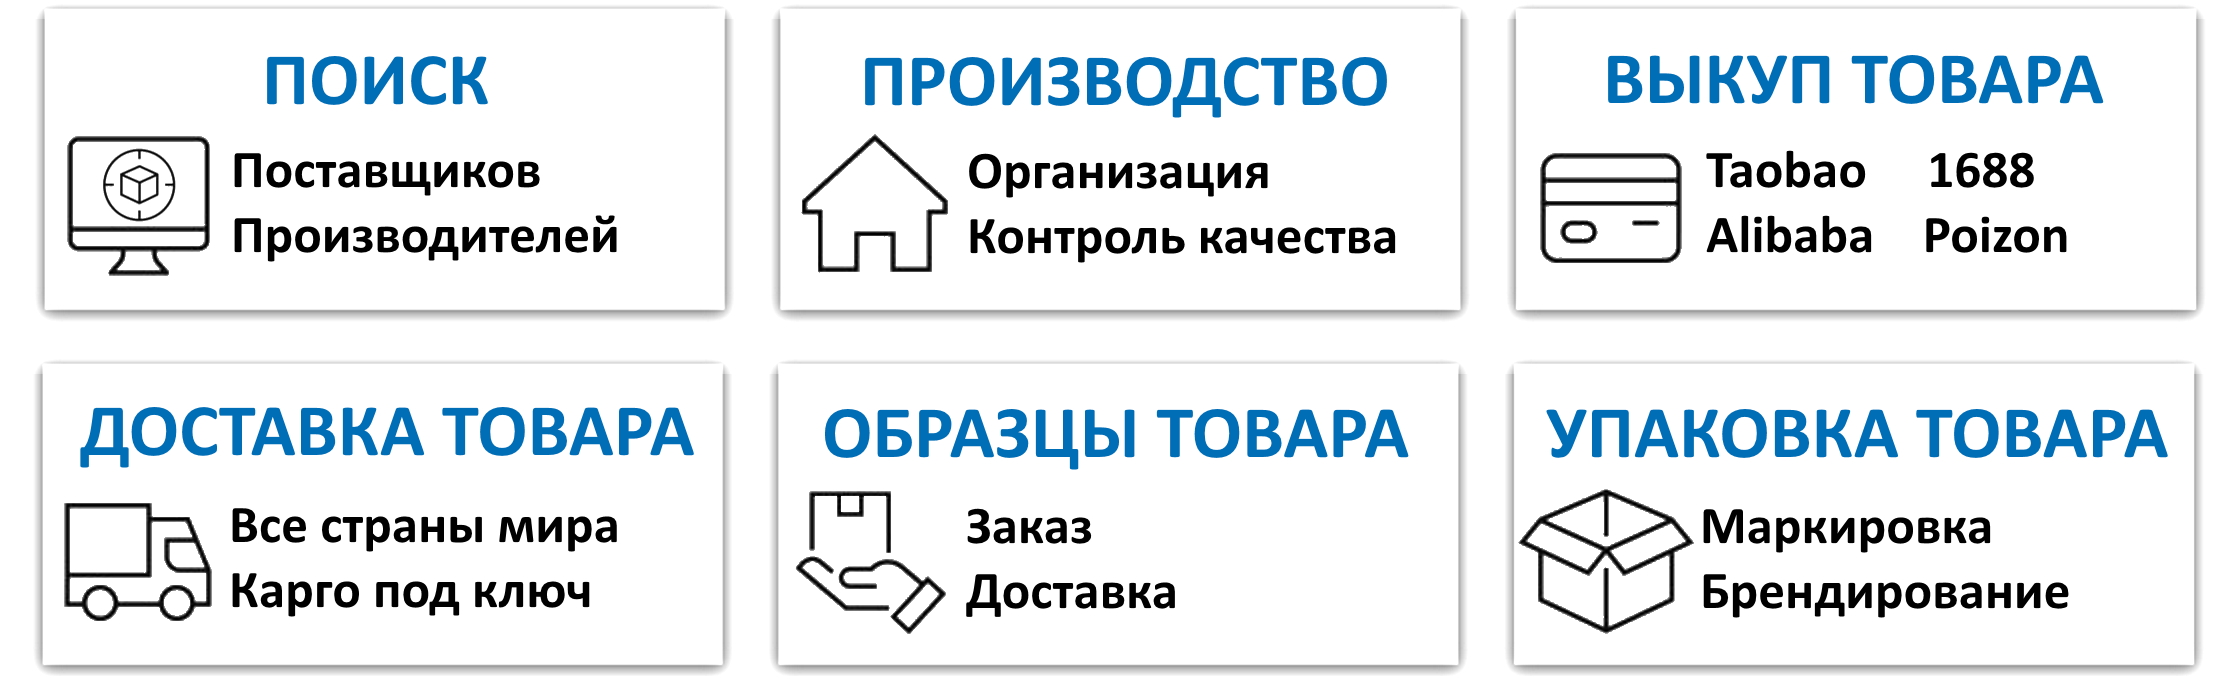 ПОИСК
Поставщиков
Производителей
ПРОИЗВОДСТВО
Организация
Контроль качества
ВЫКУП ТОВАРА
Taobao 1688
Alibaba Poizon
ДОСТАВКА ТОВАРА
Все страны мира
Карго под ключ
ОБРАЗЦЫ ТОВАРА
Заказ
Доставка
УПАКОВКА ТОВАРА
Маркировка
Брендирование